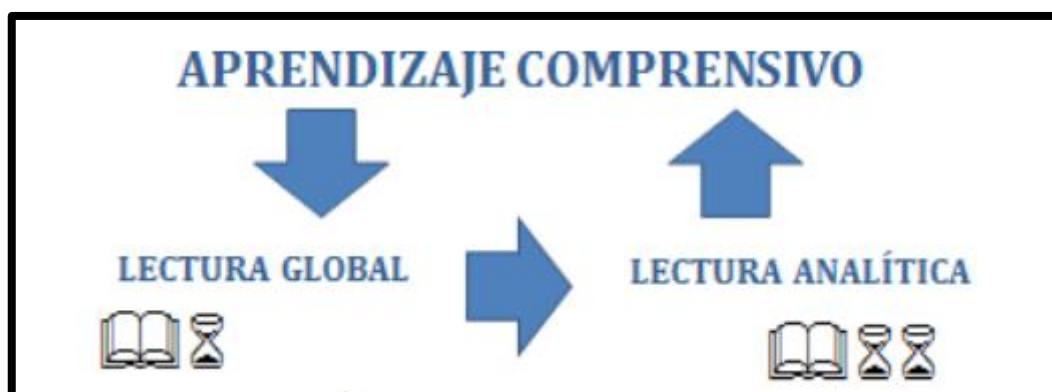 APRENDIZAJE COMPRENSIVO
LECTURA GLOBAL
LECTURA ANALÍTICA